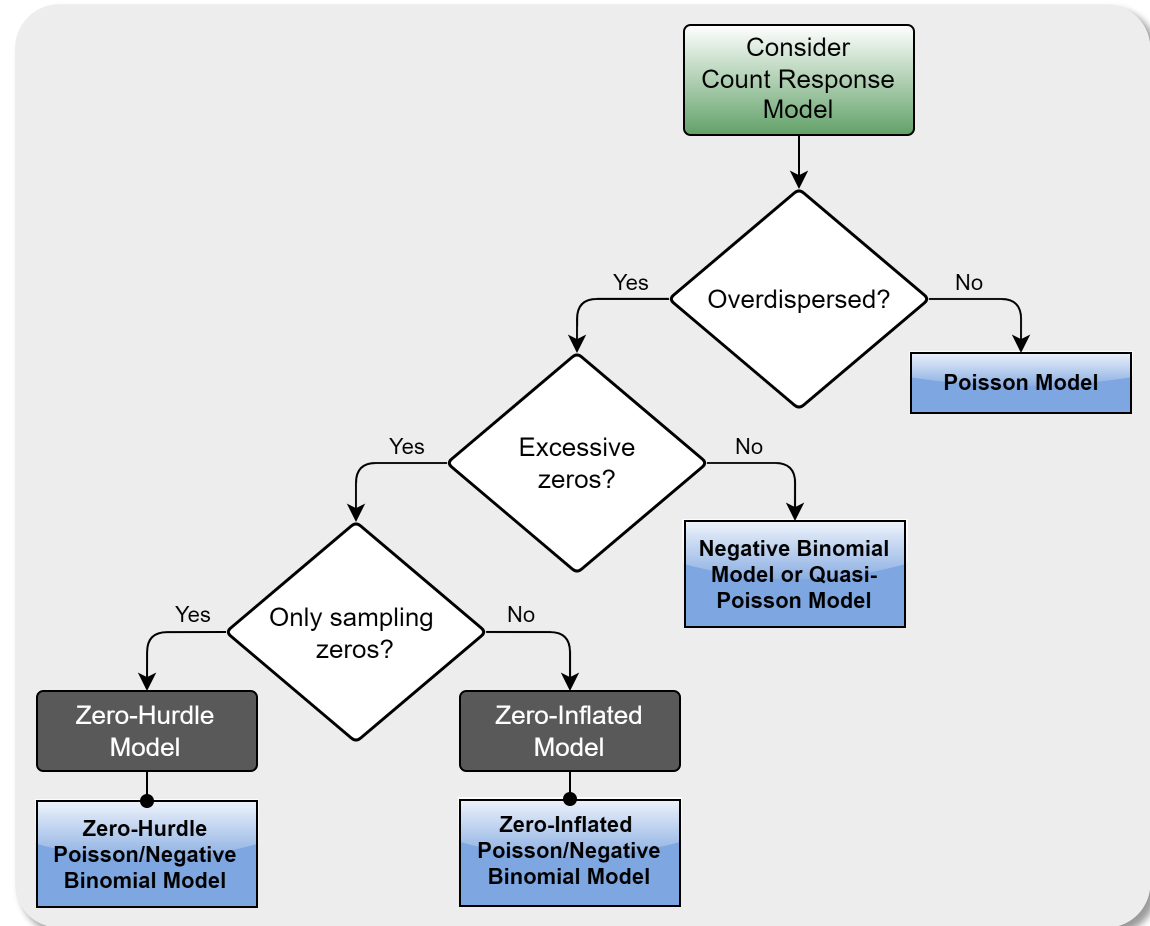 Consider
Count Response
Model
Yes
Overdispersed?
No
Poisson Model
Yes
Excessive
zeros?
No
Negative Binomial
Model or Quasi-
Poisson Model
Yes
Only sampling
zeros?
No
Zero-Hurdle
Model
Zero-Inflated
Model
Zero-Hurdle
Poisson/Negative
Binomial Model
Zero-Inflated
Poisson/Negative
Binomial Model